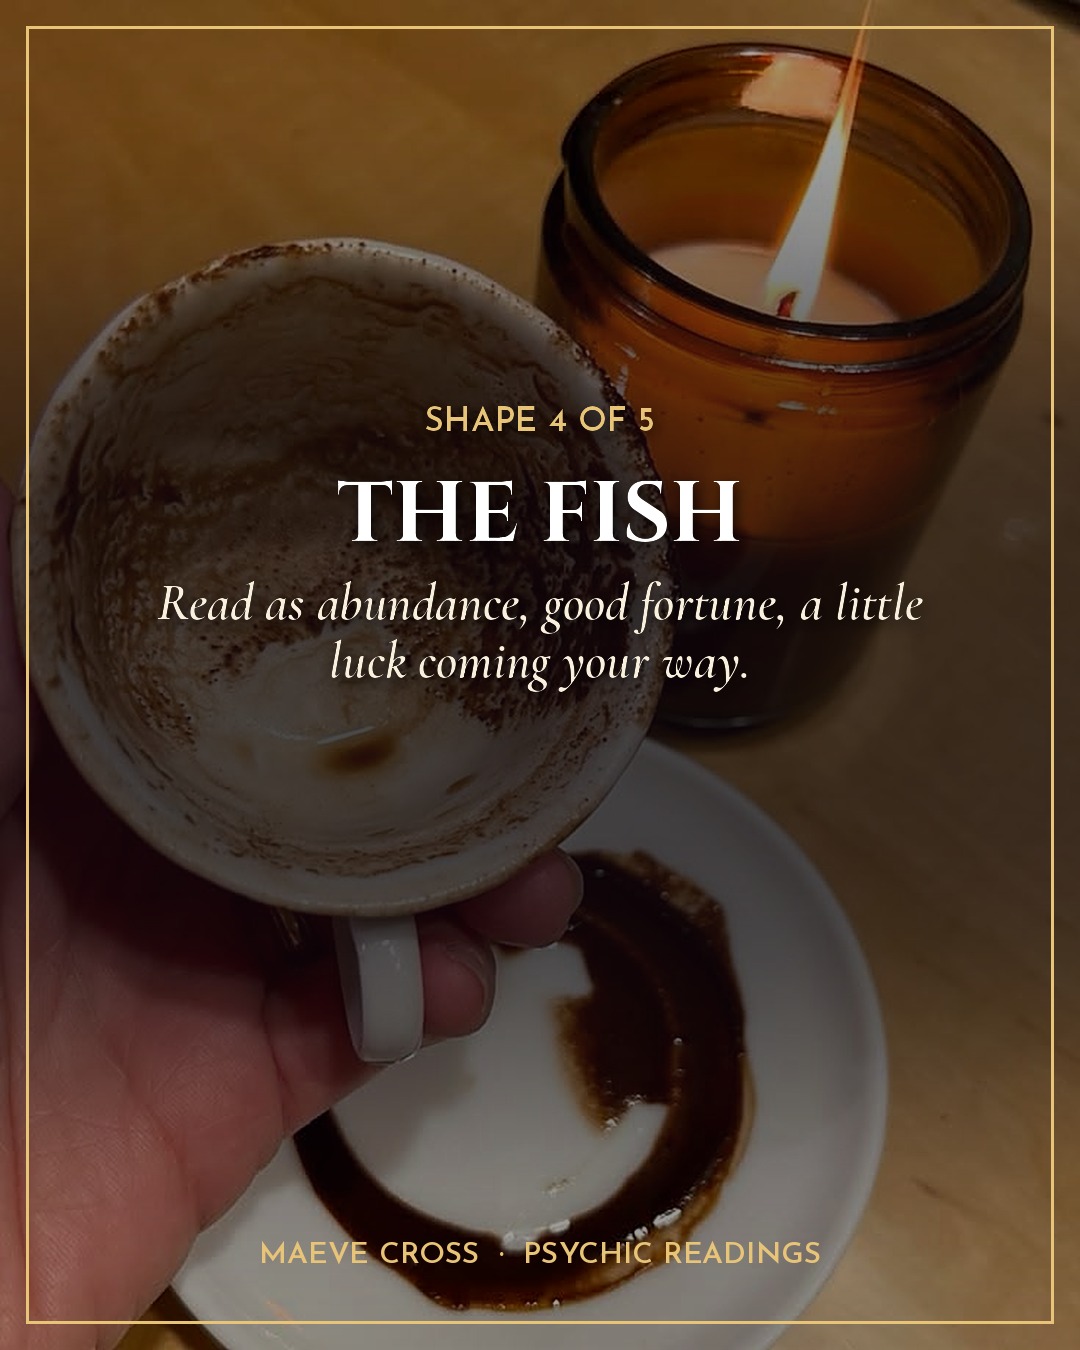 SHAPE 4 OF 5
THE FISH
Read as abundance, good fortune, a little
luck coming your way.
MAEVE CROSS · PSYCHIC READINGS